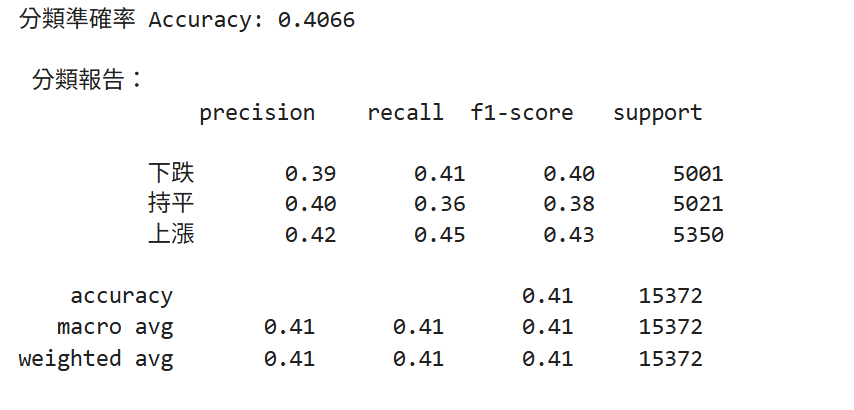 分類準確率 Accuracy: 0.4066
分類報告：
precision recall f1-score support
下跌 0.39 0.41 0.40 5001
持平 0.40 0.36 0.38 5021
上漲 0.42 0.45 0.43 5350
accuracy 0.41 15372
macro avg 0.41 0.41 0.41 15372
weighted avg 0.41 0.41 0.41 15372